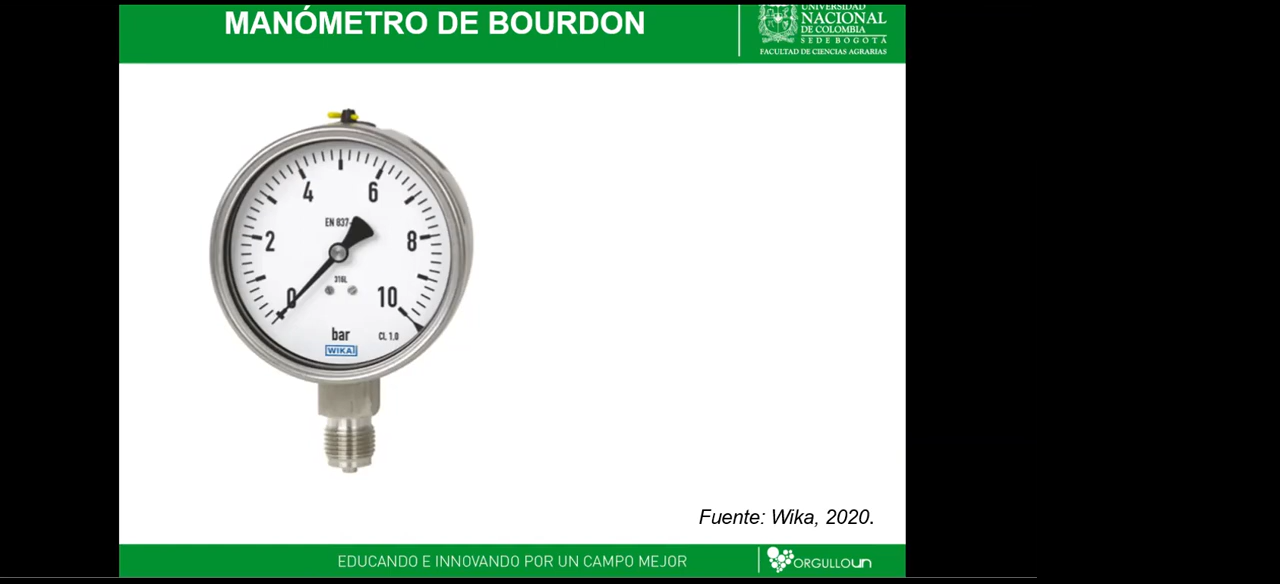 MANÓMETRO DE BOURDON
UNIVERSIDAD
NACIONAL
DE COLOMBIA
SEDE BOGOTÁ
FACULTAD DE CIENCIAS AGRARIAS
4 6
EN 837-
2 8
316L
0 10
bar CL 1.0
WIKA
Fuente: Wika, 2020.
EDUCANDO E INNOVANDO POR UN CAMPO MEJOR
ORGULLOUN